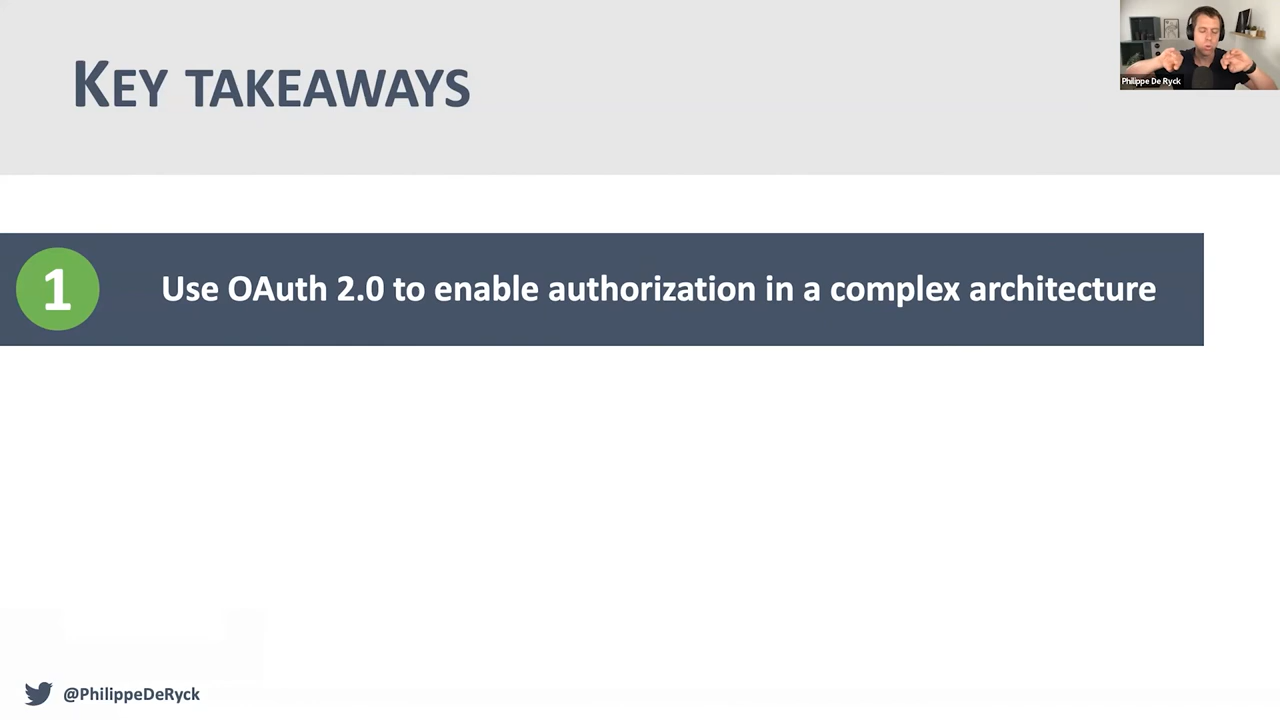 KEY TAKEAWAYS
Philippe De Ryck
1
Use OAuth 2.0 to enable authorization in a complex architecture
@PhilippeDeRyck